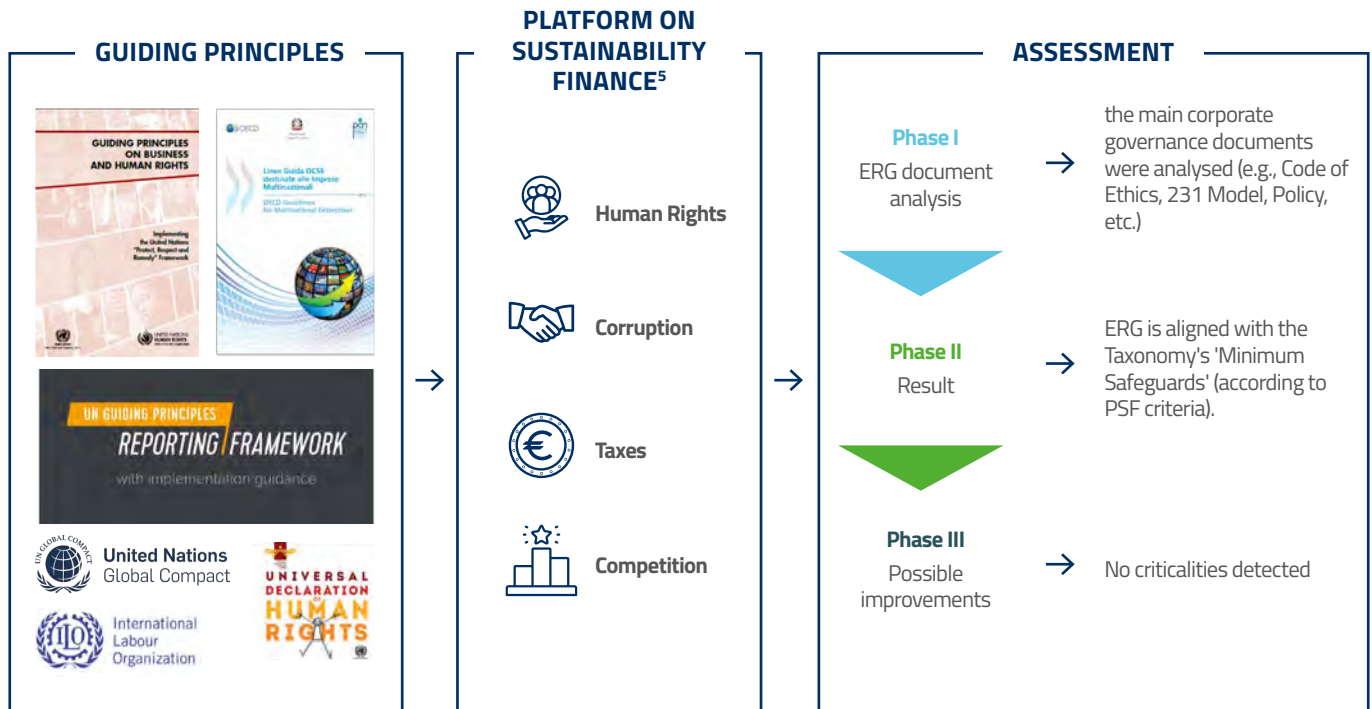 GUIDING PRINCIPLES
GUIDING PRINCIPLES
ON BUSINESS
AND HUMAN RIGHTS
Implementing
the United Nations
"Protect, Respect and
Remedy" Framework
UNITED NATIONS
HUMAN RIGHTS
OECD
pcn
Linee Guida OCSE
destinate alle Imprese
Multinazionali
OECD Guidelines
for Multinational Enterprises
UN GUIDING PRINCIPLES
REPORTING FRAMEWORK
with implementation guidance
UN GLOBAL COMPACT
United Nations
Global Compact
ILO
International
Labour
Organization
UNIVERSAL
DECLARATION
OF
HUMAN
RIGHTS
PLATFORM ON
SUSTAINABILITY
FINANCE⁵
Human Rights
Corruption
€
Taxes
Competition
ASSESSMENT
Phase I
ERG document
analysis
the main corporate
governance documents
were analysed (e.g., Code of
Ethics, 231 Model, Policy,
etc.)
Phase II
Result
ERG is aligned with the
Taxonomy's 'Minimum
Safeguards' (according to
PSF criteria).
Phase III
Possible
improvements
No criticalities detected